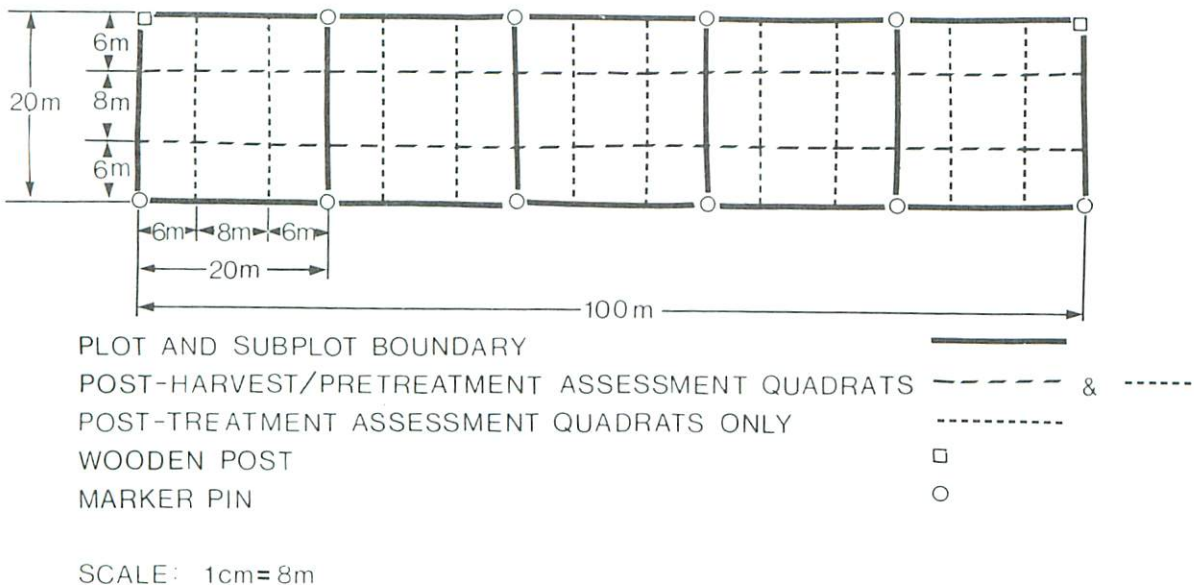 6m
20m
8m
6m
6m 8m 6m
20m
100m
PLOT AND SUBPLOT BOUNDARY
POST-HARVEST/PRETREATMENT ASSESSMENT QUADRATS &
POST-TREATMENT ASSESSMENT QUADRATS ONLY
WOODEN POST
MARKER PIN
SCALE: 1cm=8m